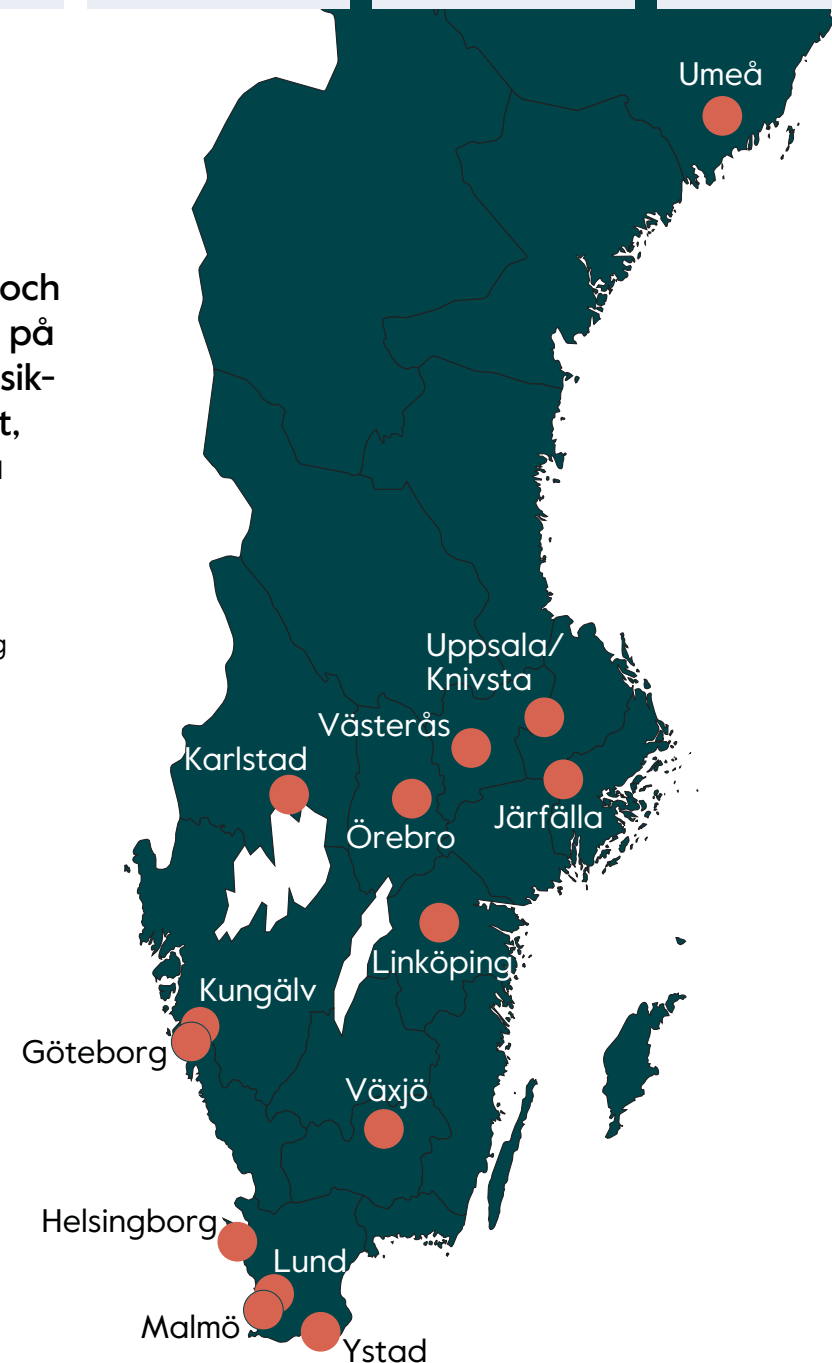 Umeå
och
på
sik-
t,
g
Uppsala/
Knivsta
Västerås
Karlstad
Järfälla
Örebro
Linköping
Kungälv
Göteborg
Växjö
Helsingborg
Lund
Malmö
Ystad